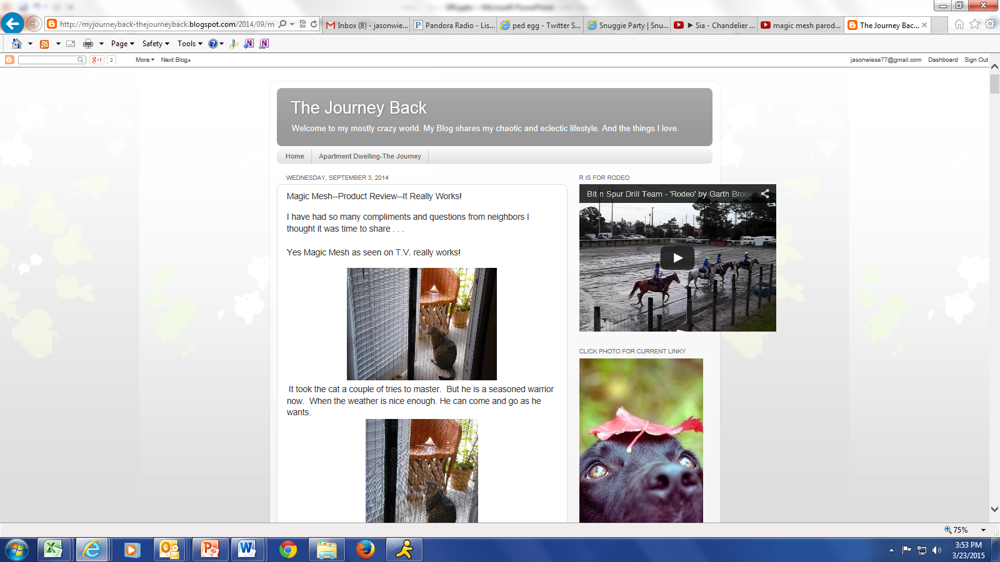 http://myjourneyback-thejourneyback.blogspot.com/2014/09/m
Inbox (8) - jasonwie...
Pandora Radio - Lis...
ped egg - Twitter S...
Snuggie Party | Snu...
► Sia - Chandelier ...
magic mesh parod...
The Journey Bac...
Page
Safety
Tools
g+1
2
More
Next Blog»
jasonwiese77@gmail.com
Dashboard
Sign Out
The Journey Back
Welcome to my mostly crazy world. My Blog shares my chaotic and eclectic lifestyle. And the things I love.
Home
Apartment Dwelling-The Journey
WEDNESDAY, SEPTEMBER 3, 2014
Magic Mesh--Product Review--It Really Works!
I have had so many compliments and questions from neighbors I
thought it was time to share . . .
Yes Magic Mesh as seen on T.V. really works!
It took the cat a couple of tries to master.  But he is a seasoned warrior
now.  When the weather is nice enough. He can come and go as he
wants.
R IS FOR RODEO
Bit n Spur Drill Team - 'Rodeo' by Garth Brook
CLICK PHOTO FOR CURRENT LINKY
75%
3:53 PM
3/23/2015